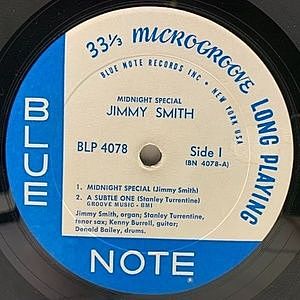 33⅓ MICROGROOVE LONG PLAYING
BLUE NOTE RECORDS INC • NEW YORK USA
MIDNIGHT SPECIAL
JIMMY SMITH
BLP 4078
Side 1
(BN 4078-A)
1. MIDNIGHT SPECIAL (Jimmy Smith)
2. A SUBTLE ONE (Stanley Turrentine)
GROOVE MUSIC - BMI
Jimmy Smith, organ; Stanley Turrentine,
tenor sax; Kenny Burrell, guitar;
Donald Bailey, drums.
BLUE
NOTE
®